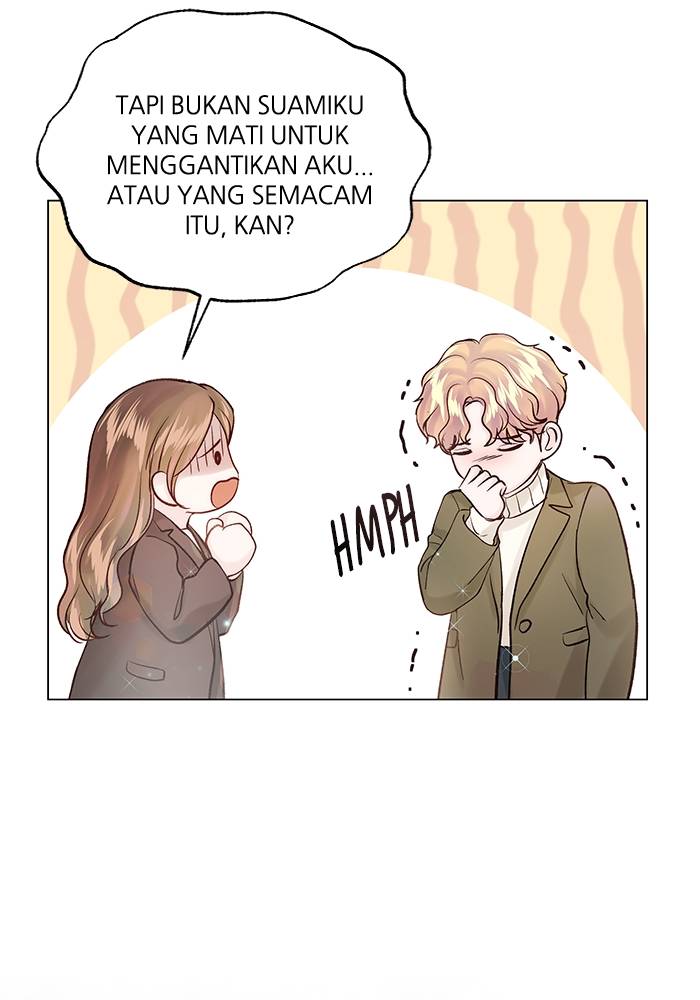 TAPI BUKAN SUAMIKU
YANG MATI UNTUK
MENGGANTIKAN AKU...
ATAU YANG SEMACAM
ITU, KAN?
HMPH